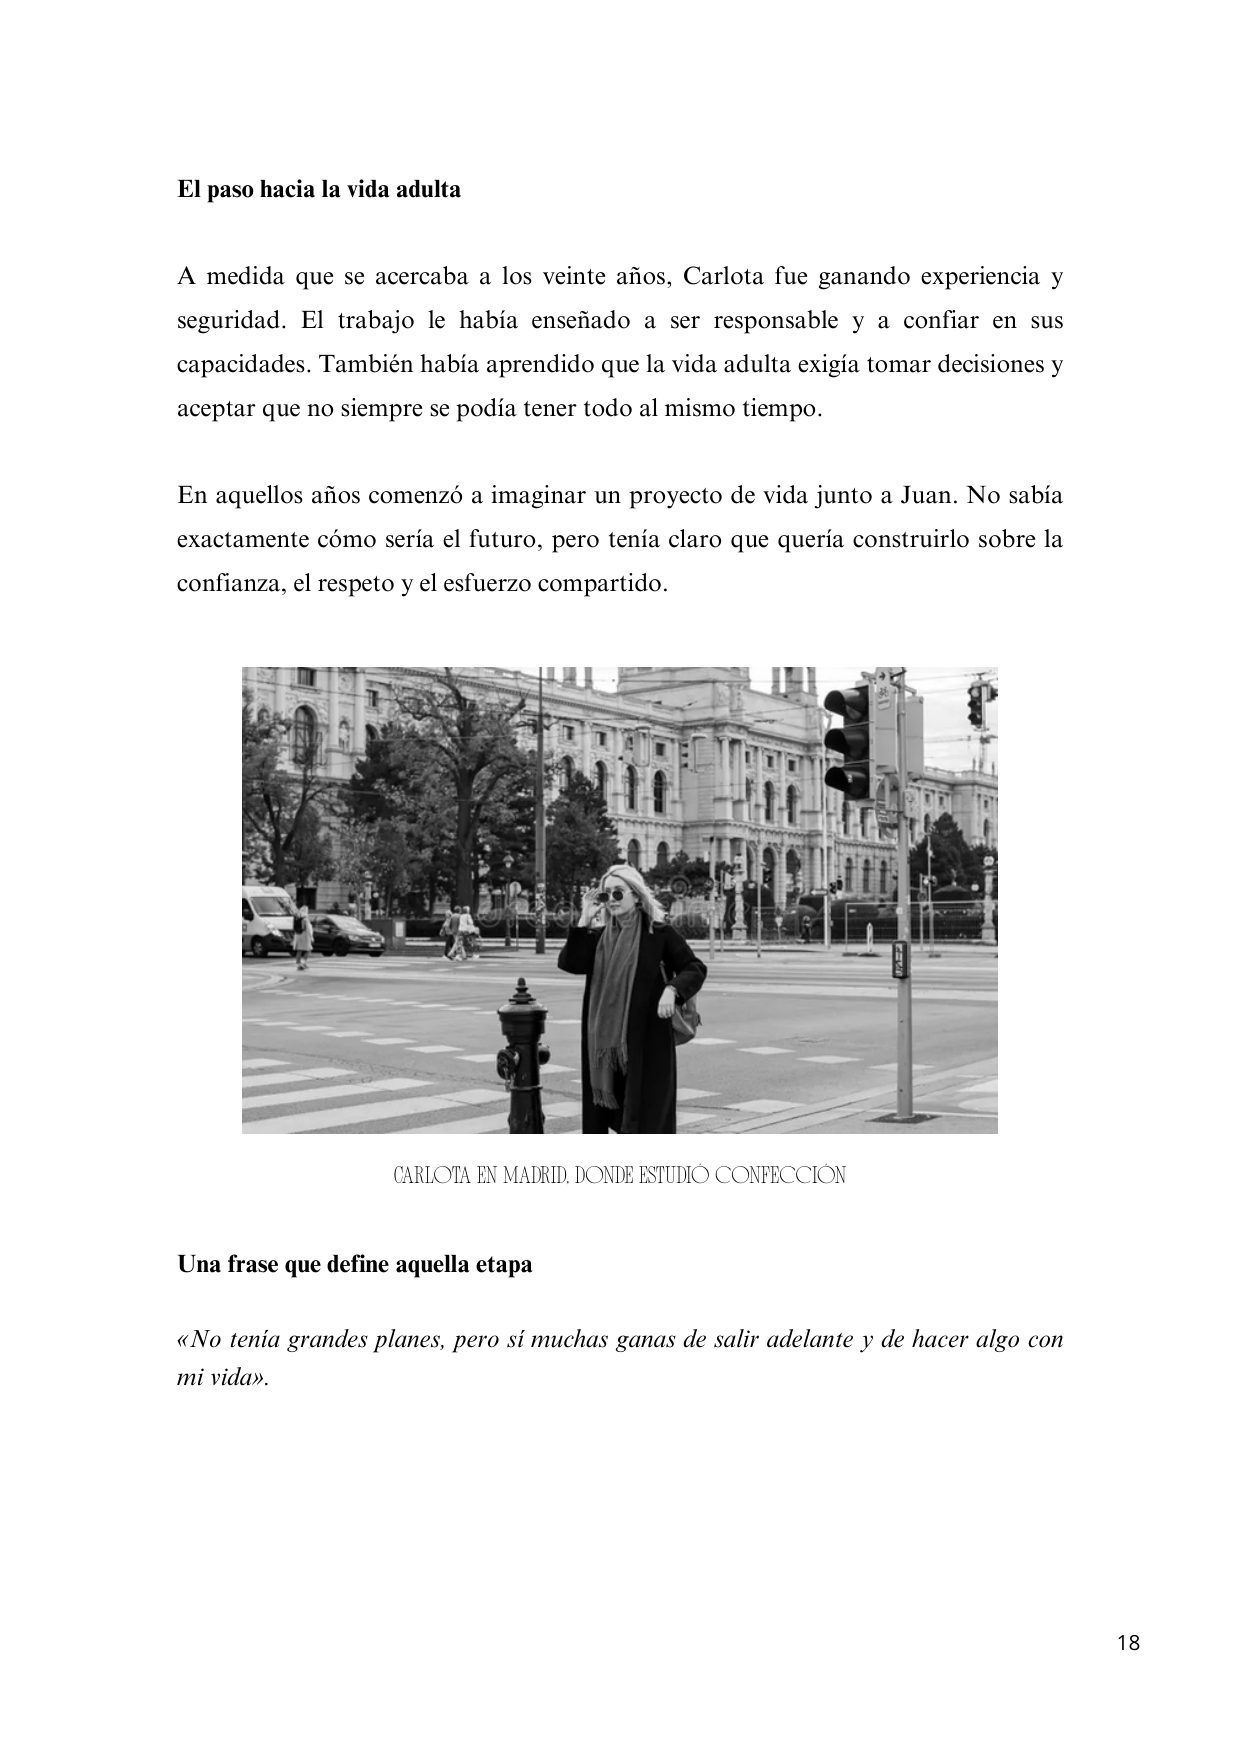 El paso hacia la vida adulta
A medida que se acercaba a los veinte años, Carlota fue ganando experiencia y
seguridad. El trabajo le había enseñado a ser responsable y a confiar en sus
capacidades. También había aprendido que la vida adulta exigía tomar decisiones y
aceptar que no siempre se podía tener todo al mismo tiempo.
En aquellos años comenzó a imaginar un proyecto de vida junto a Juan. No sabía
exactamente cómo sería el futuro, pero tenía claro que quería construirlo sobre la
confianza, el respeto y el esfuerzo compartido.
CARLOTA EN MADRID, DONDE ESTUDIÓ CONFECCIÓN
Una frase que define aquella etapa
«No tenía grandes planes, pero sí muchas ganas de salir adelante y de hacer algo con
mi vida».
18